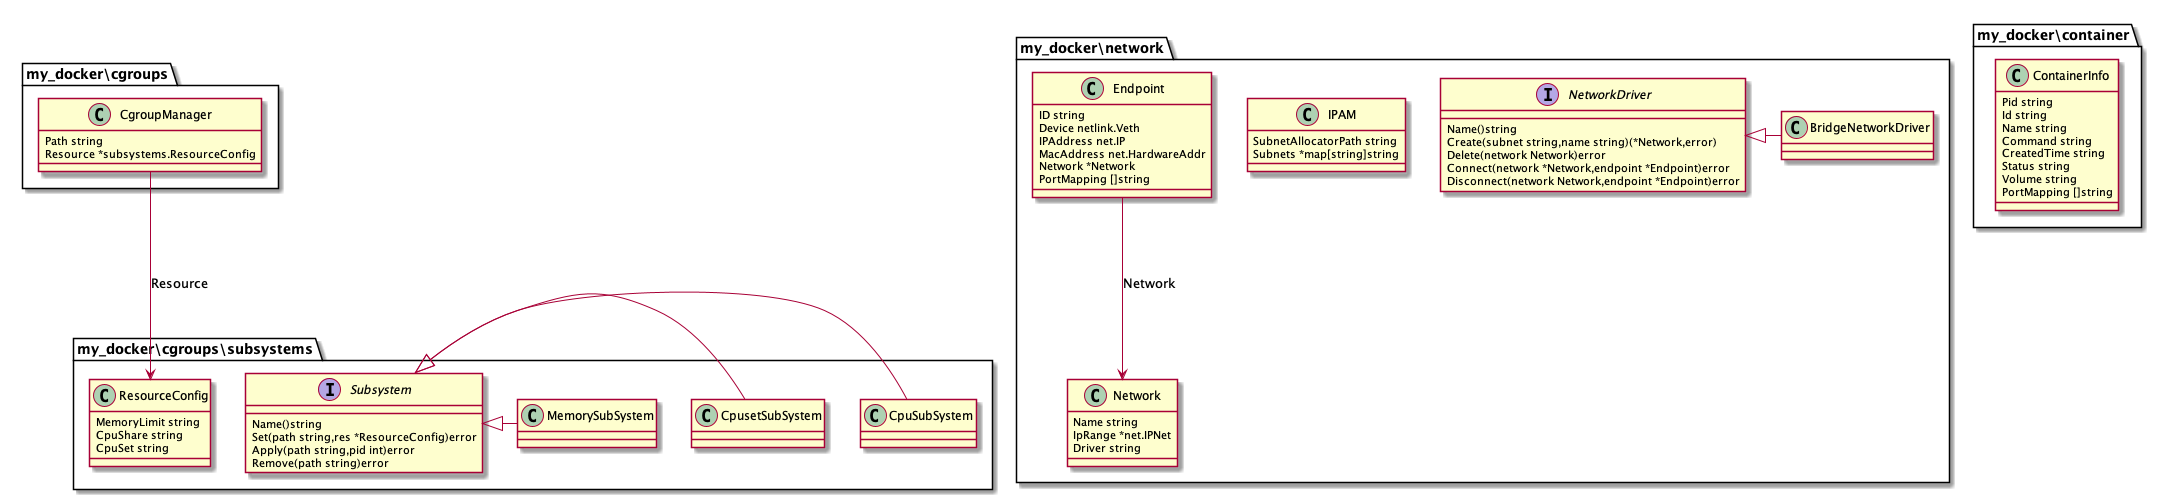 my_docker\cgroups
C CgroupManager
Path string
Resource *subsystems.ResourceConfig
Resource
my_docker\cgroups\subsystems
C ResourceConfig
MemoryLimit string
CpuShare string
CpuSet string
I Subsystem
Name()string
Set(path string,res *ResourceConfig)error
Apply(path string,pid int)error
Remove(path string)error
C MemorySubSystem
C CpusetSubSystem
C CpuSubSystem
my_docker\network
C Endpoint
ID string
Device netlink.Veth
IPAddress net.IP
MacAddress net.HardwareAddr
Network *Network
PortMapping []string
C IPAM
SubnetAllocatorPath string
Subnets *map[string]string
I NetworkDriver
Name()string
Create(subnet string,name string)(*Network,error)
Delete(network Network)error
Connect(network *Network,endpoint *Endpoint)error
Disconnect(network Network,endpoint *Endpoint)error
C BridgeNetworkDriver
Network
C Network
Name string
IpRange *net.IPNet
Driver string
my_docker\container
C ContainerInfo
Pid string
Id string
Name string
Command string
CreatedTime string
Status string
Volume string
PortMapping []string